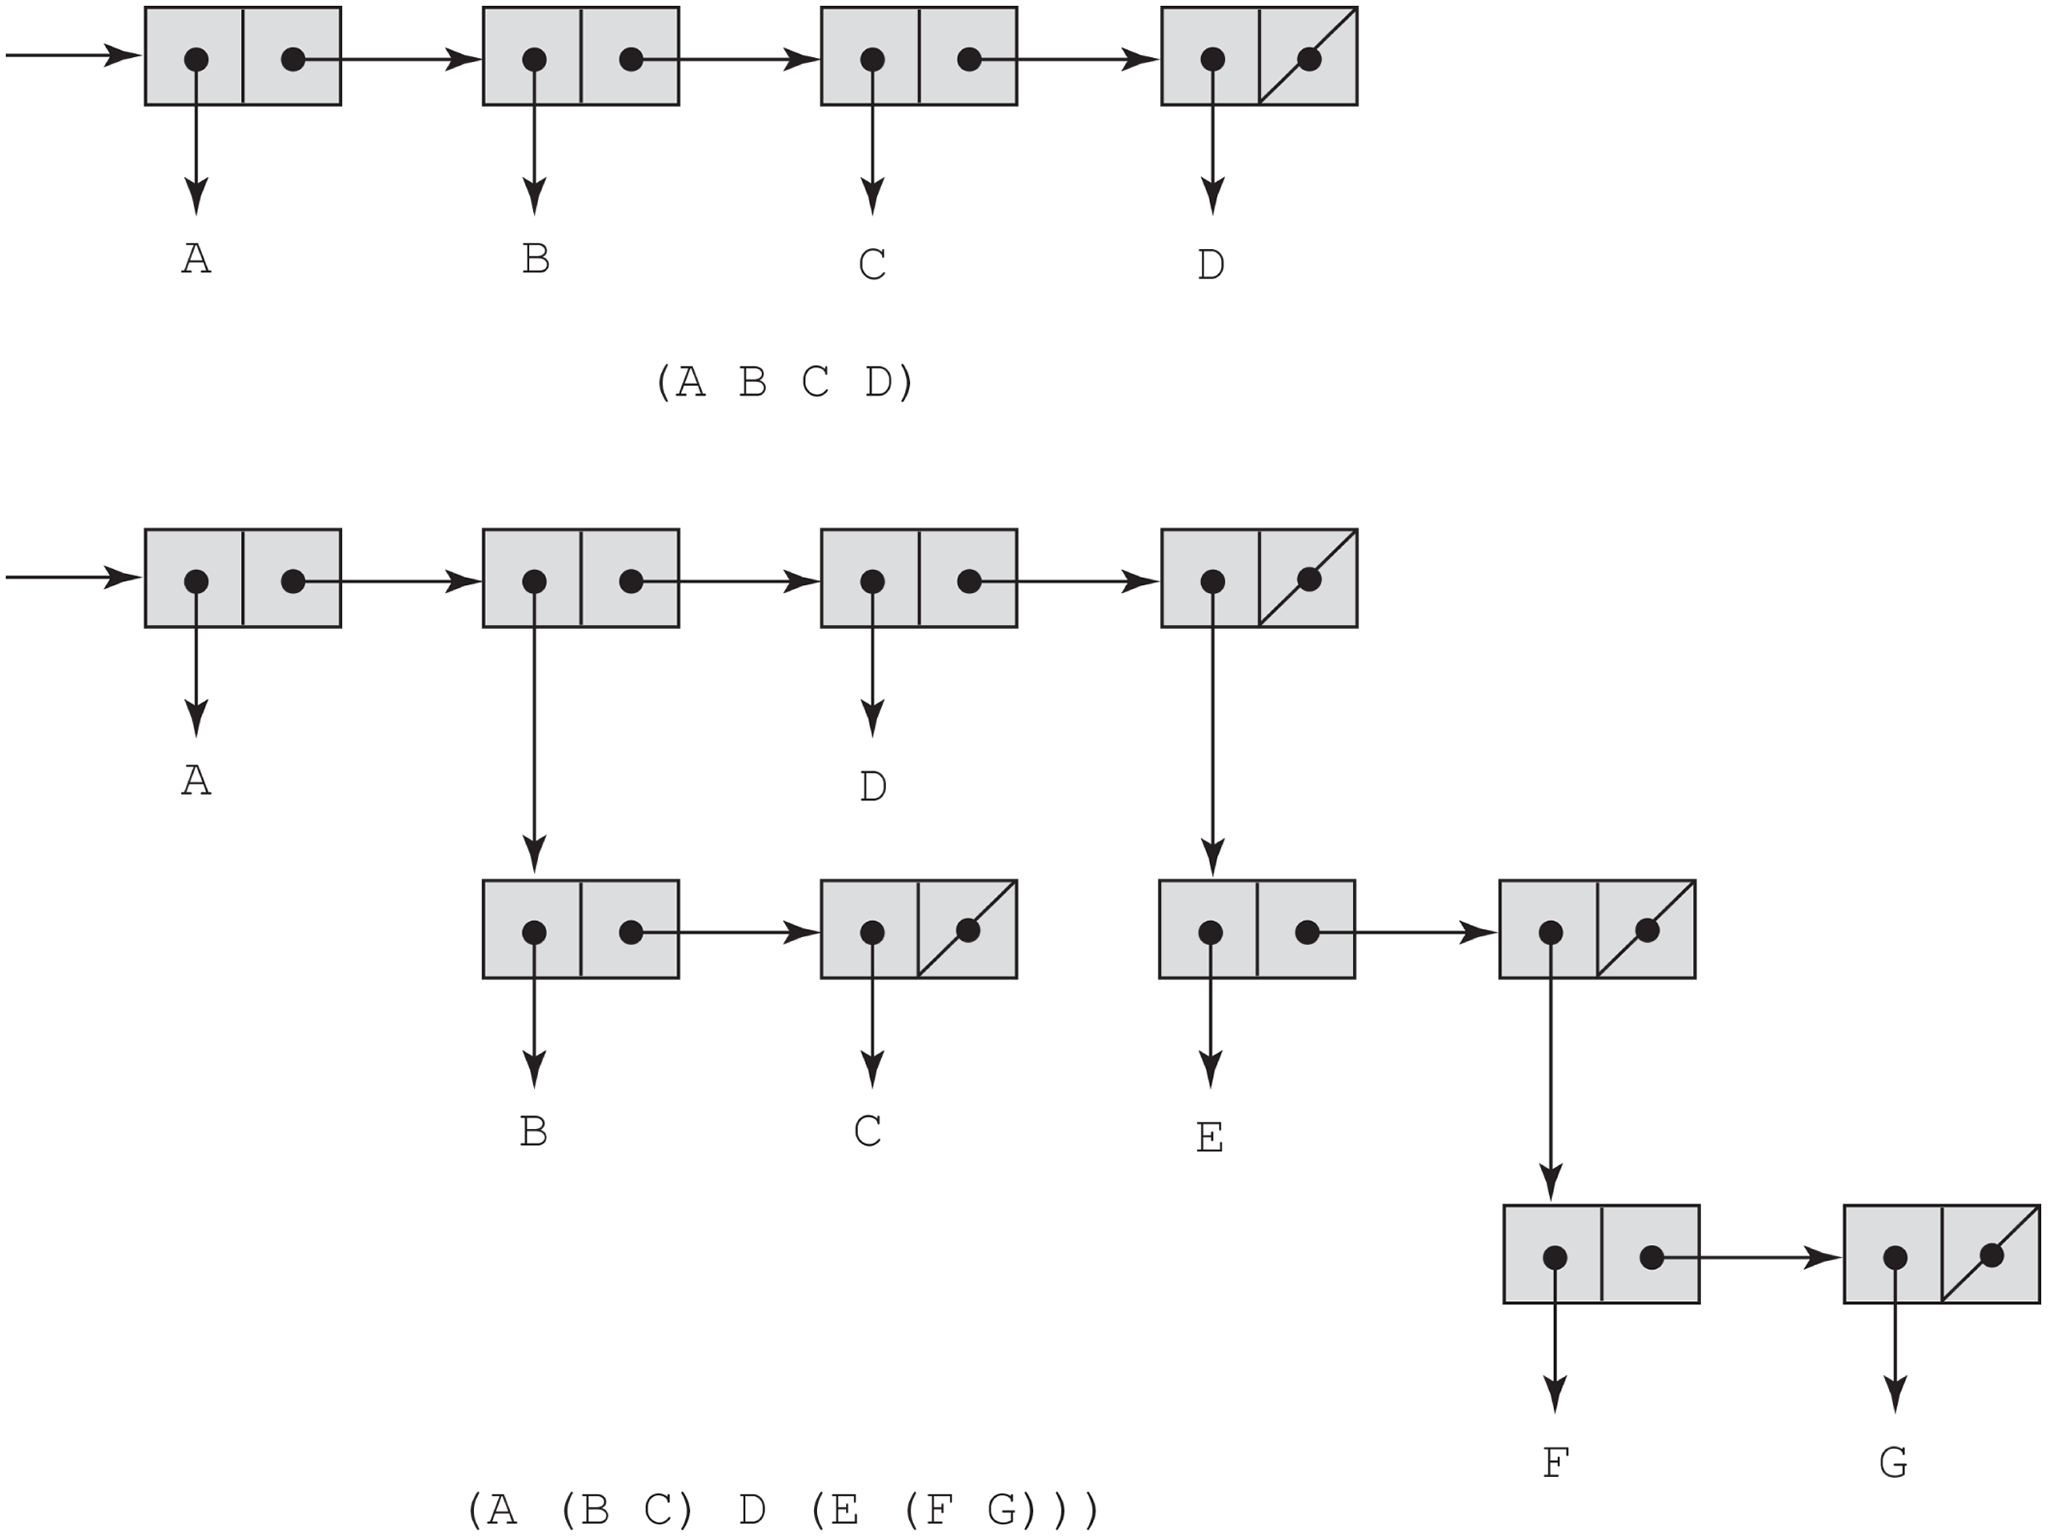 A B C D
(A B C D)
A D
B C E
F G
(A (B C) D (E (F G)))